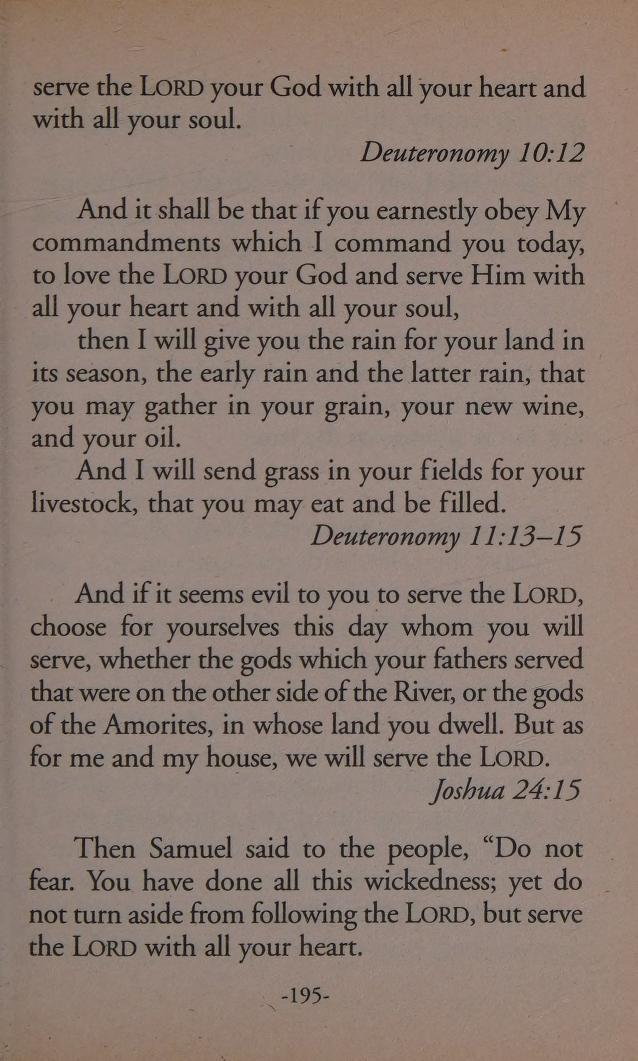 serve the LORD your God with all your heart and
with all your soul.
Deuteronomy 10:12
And it shall be that if you earnestly obey My
commandments which I command you today,
to love the LORD your God and serve Him with
all your heart and with all your soul,
then I will give you the rain for your land in
its season, the early rain and the latter rain, that
you may gather in your grain, your new wine,
and your oil.
And I will send grass in your fields for your
livestock, that you may eat and be filled.
Deuteronomy 11:13–15
And if it seems evil to you to serve the LORD,
choose for yourselves this day whom you will
serve, whether the gods which your fathers served
that were on the other side of the River, or the gods
of the Amorites, in whose land you dwell. But as
for me and my house, we will serve the LORD.
Joshua 24:15
Then Samuel said to the people, “Do not
fear. You have done all this wickedness; yet do
not turn aside from following the LORD, but serve
the LORD with all your heart.
-195-